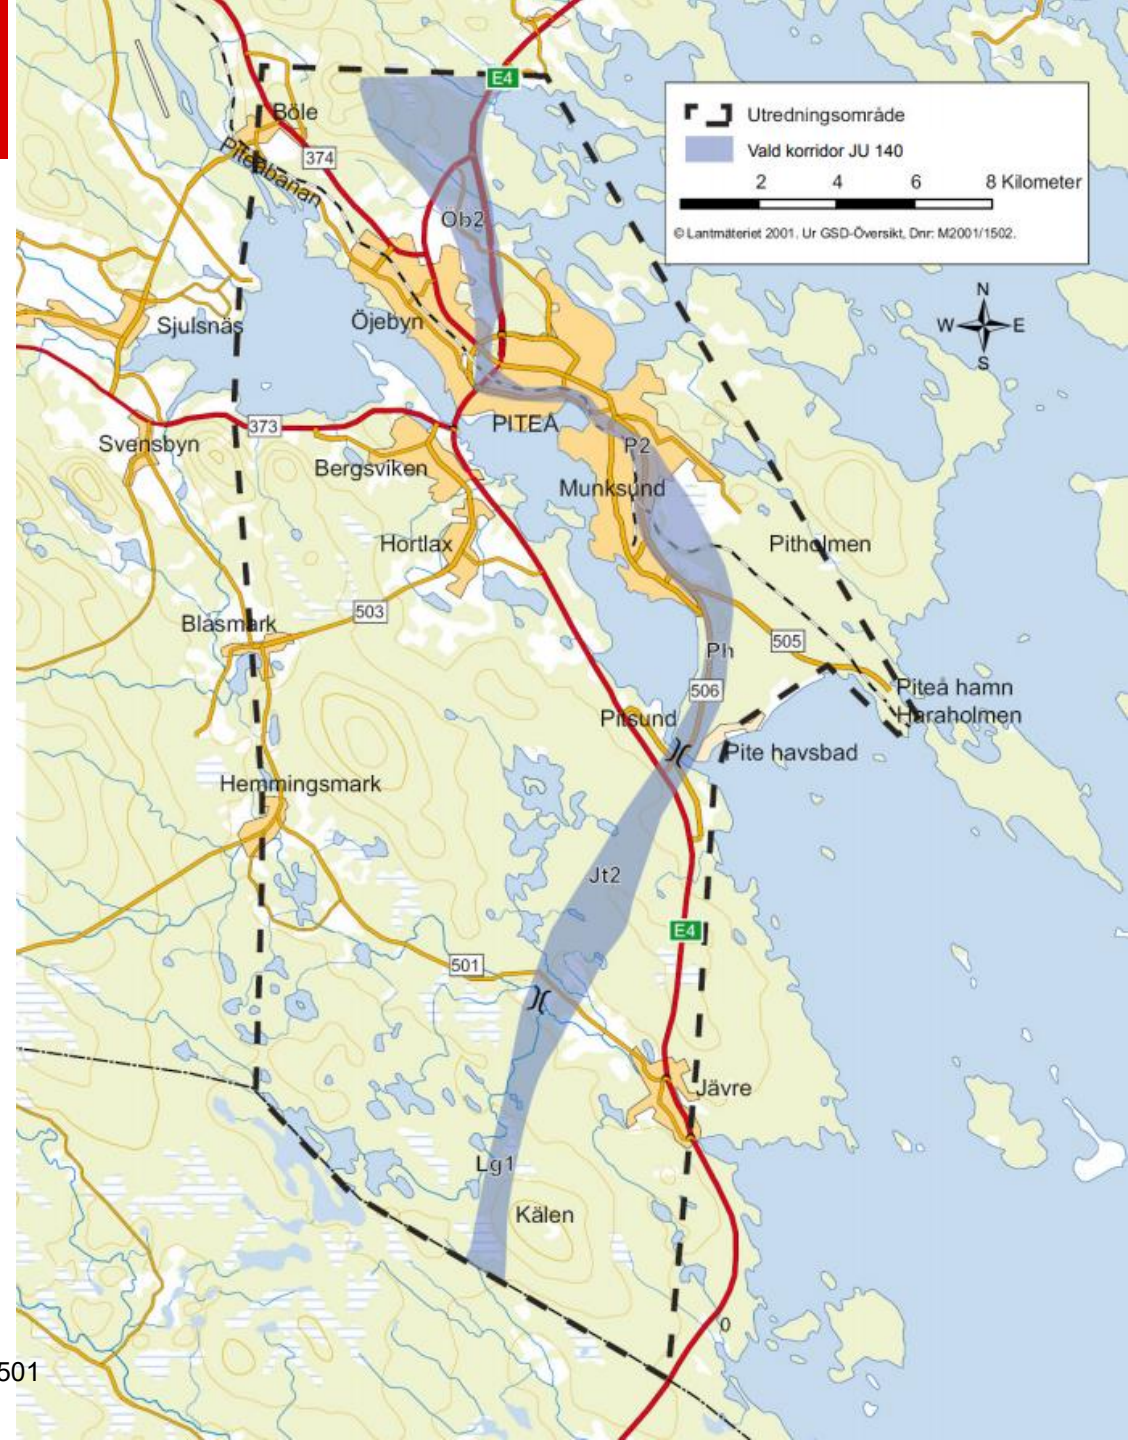 E4
Utredningsområde
Böle
Vald korridor JU 140
374
Piteåbanan
2 4 6 8 Kilometer
Öb2
© Lantmäteriet 2001. Ur GSD-Översikt, Dnr: M2001/1502.
N
W E
S
Sjulsnäs
Öjebyn
373
PITEÅ
Svensbyn
P2
Bergsviken
Munksund
Hortlax
Pitholmen
503
Blåsmark
505
Ph
506
Piteå hamn
Haraholmen
Pitsund
Pite havsbad
Hemmingsmark
Jt2
E4
501
Jävre
Lg1
Kälen
0
501